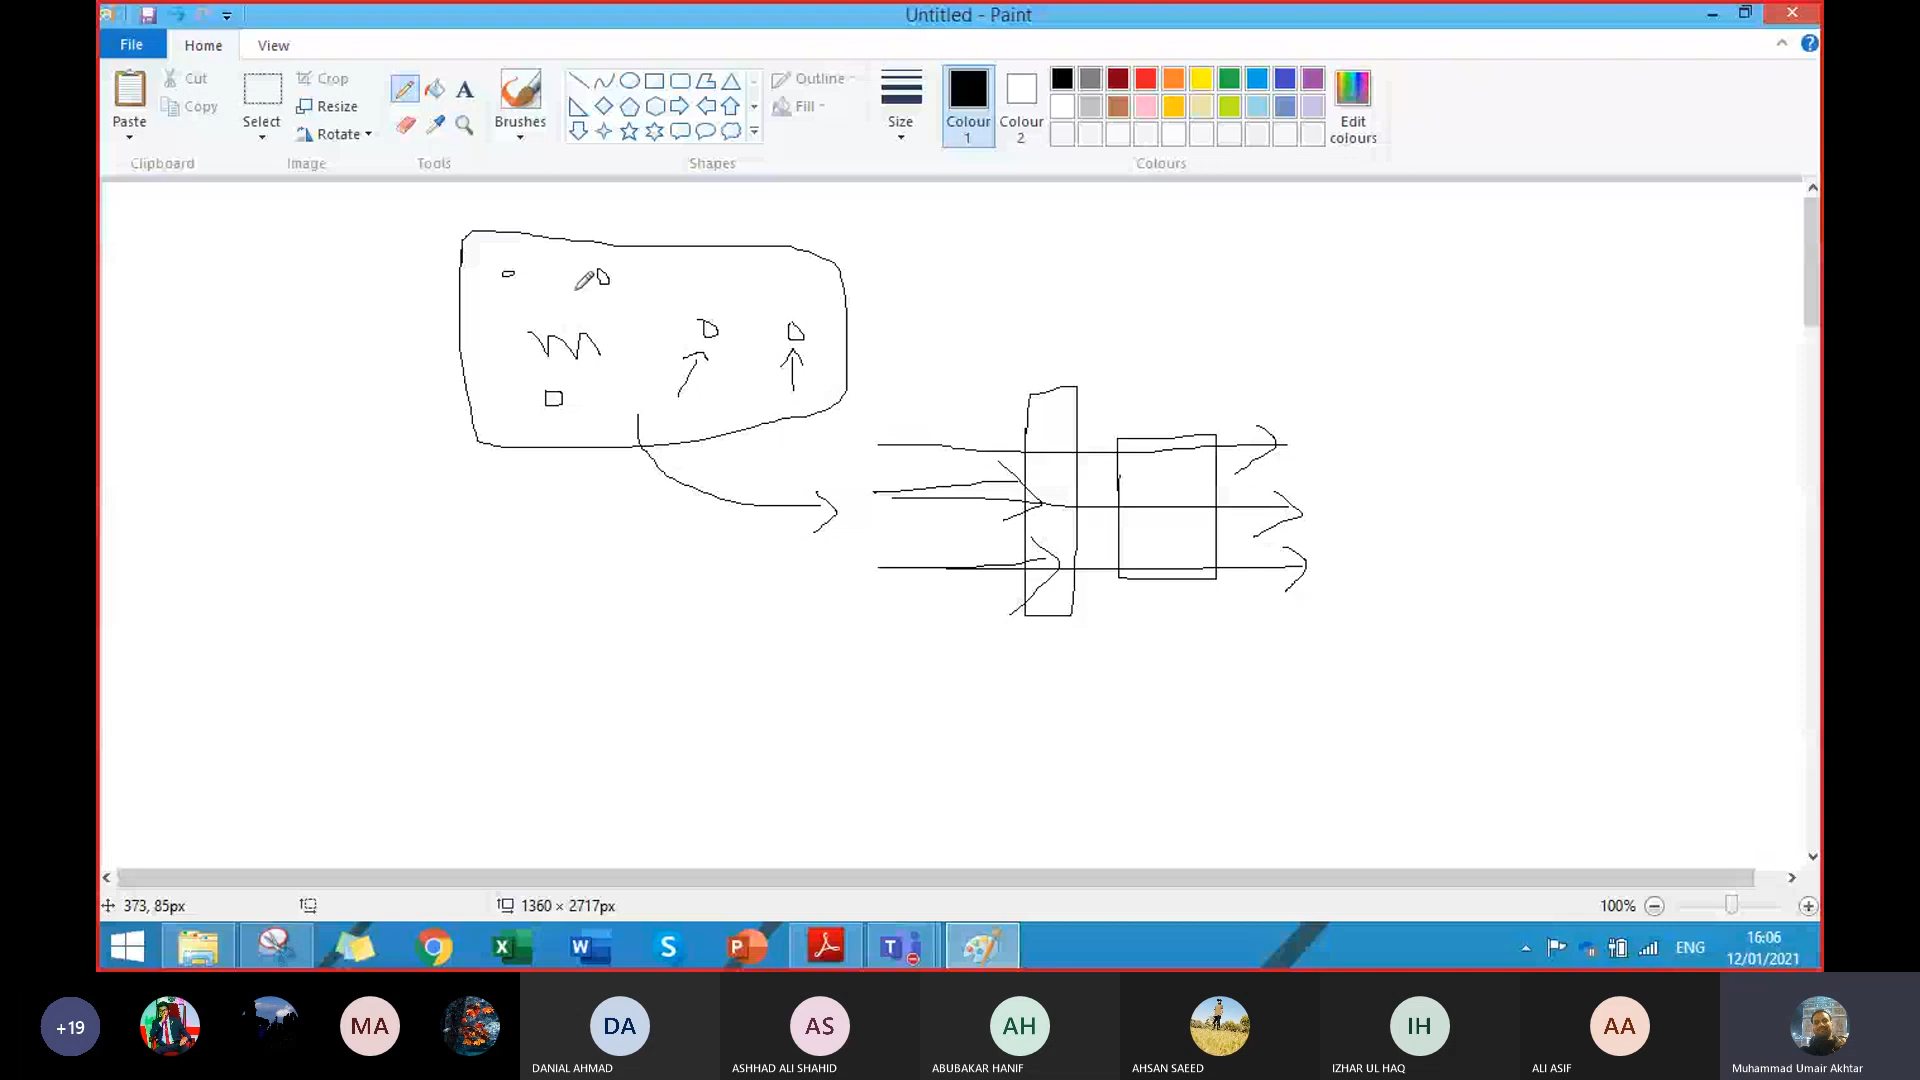 Untitled - Paint
File Home View
Paste
Cut
Copy
Clipboard
Select
Crop
Resize
Rotate
Image
A
Tools
Brushes
Shapes
Outline
Fill
Size
Colour 1
Colour 2
Edit colours
Colours
373, 85px
1360 × 2717px
100%
ENG
16:06
12/01/2021
+19
MA
DA
DANIAL AHMAD
AS
ASHHAD ALI SHAHID
AH
ABUBAKAR HANIF
AHSAN SAEED
IH
IZHAR UL HAQ
AA
ALI ASIF
Muhammad Umair Akhtar